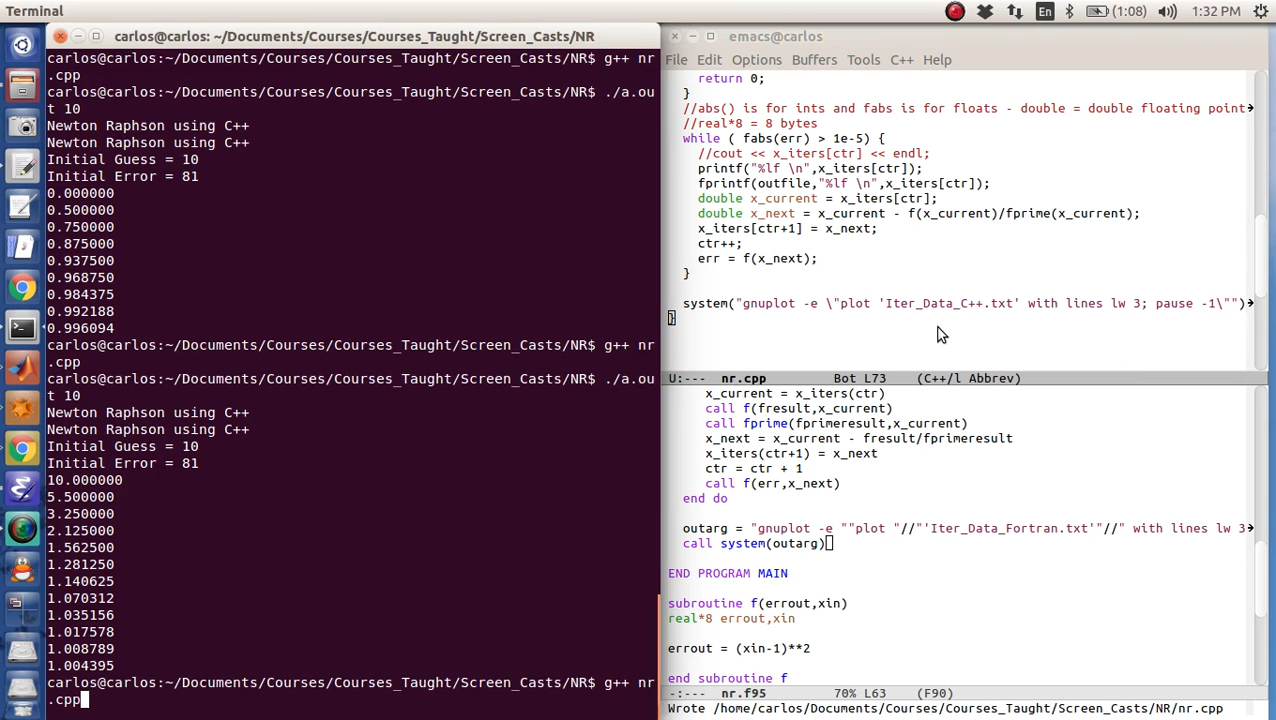 Terminal
En
(1:08)
1:32 PM
carlos@carlos: ~/Documents/Courses/Courses_Taught/Screen_Casts/NR
carlos@carlos:~/Documents/Courses/Courses_Taught/Screen_Casts/NR$ g++ nr
.cpp
carlos@carlos:~/Documents/Courses/Courses_Taught/Screen_Casts/NR$ ./a.ou
t 10
Newton Raphson using C++
Newton Raphson using C++
Initial Guess = 10
Initial Error = 81
0.000000
0.500000
0.750000
0.875000
0.937500
0.968750
0.984375
0.992188
0.996094
carlos@carlos:~/Documents/Courses/Courses_Taught/Screen_Casts/NR$ g++ nr
.cpp
carlos@carlos:~/Documents/Courses/Courses_Taught/Screen_Casts/NR$ ./a.ou
t 10
Newton Raphson using C++
Newton Raphson using C++
Initial Guess = 10
Initial Error = 81
10.000000
5.500000
3.250000
2.125000
1.562500
1.281250
1.140625
1.070312
1.035156
1.017578
1.008789
1.004395
carlos@carlos:~/Documents/Courses/Courses_Taught/Screen_Casts/NR$ g++ nr
.cpp
emacs@carlos
File Edit Options Buffers Tools C++ Help
return 0;
}
//abs() is for ints and fabs is for floats - double = double floating point
//real*8 = 8 bytes
while ( fabs(err) > 1e-5) {
//cout << x_iters[ctr] << endl;
printf("%lf \n",x_iters[ctr]);
fprintf(outfile,"%lf \n",x_iters[ctr]);
double x_current = x_iters[ctr];
double x_next = x_current - f(x_current)/fprime(x_current);
x_iters[ctr+1] = x_next;
ctr++;
err = f(x_next);
}
system("gnuplot -e \"plot 'Iter_Data_C++.txt' with lines lw 3; pause -1\"")
}
U:--- nr.cpp Bot L73 (C++/l Abbrev)
x_current = x_iters(ctr)
call f(fresult,x_current)
call fprime(fprimeresult,x_current)
x_next = x_current - fresult/fprimeresult
x_iters(ctr+1) = x_next
ctr = ctr + 1
call f(err,x_next)
end do
outarg = "gnuplot -e ""plot "//"'Iter_Data_Fortran.txt'"//" with lines lw 3
call system(outarg)
END PROGRAM MAIN
subroutine f(errout,xin)
real*8 errout,xin
errout = (xin-1)**2
end subroutine f
-:--- nr.f95 70% L63 (F90)
Wrote /home/carlos/Documents/Courses/Courses_Taught/Screen_Casts/NR/nr.cpp